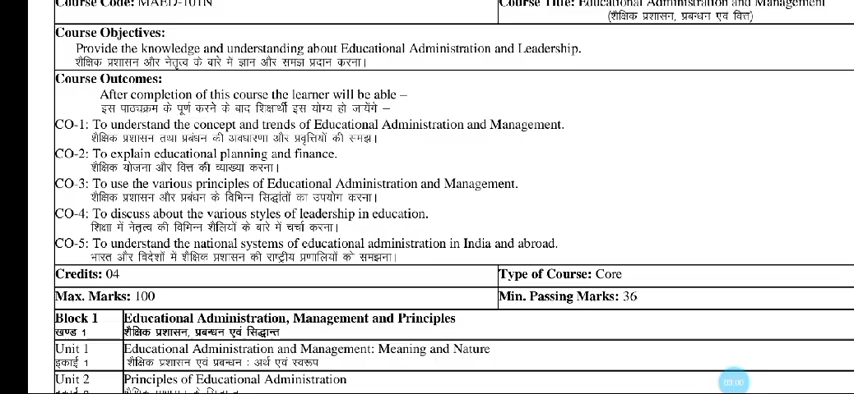 Course Code: MAED-101N
Course Title: Educational Administration and Management
(शैक्षिक प्रशासन, प्रबन्धन एवं वित्त)
Course Objectives:
Provide the knowledge and understanding about Educational Administration and Leadership.
शैक्षिक प्रशासन और नेतृत्व के बारे में ज्ञान और समझ प्रदान करना।
Course Outcomes:
After completion of this course the learner will be able –
इस पाठ्यक्रम के पूर्ण करने के बाद शिक्षार्थी इस योग्य हो जायेंगे –
CO-1: To understand the concept and trends of Educational Administration and Management.
शैक्षिक प्रशासन तथा प्रबंधन की अवधारणा और प्रवृत्तियों की समझ।
CO-2: To explain educational planning and finance.
शैक्षिक योजना और वित्त की व्याख्या करना।
CO-3: To use the various principles of Educational Administration and Management.
शैक्षिक प्रशासन और प्रबंधन के विभिन्न सिद्धांतों का उपयोग करना।
CO-4: To discuss about the various styles of leadership in education.
शिक्षा में नेतृत्व की विभिन्न शैलियों के बारे में चर्चा करना।
CO-5: To understand the national systems of educational administration in India and abroad.
भारत और विदेशों में शैक्षिक प्रशासन की राष्ट्रीय प्रणालियों को समझना।
Credits: 04
Type of Course: Core
Max. Marks: 100
Min. Passing Marks: 36
Block 1
Educational Administration, Management and Principles
खण्ड 1
शैक्षिक प्रशासन, प्रबन्धन एवं सिद्धान्त
Unit 1
Educational Administration and Management: Meaning and Nature
इकाई 1
शैक्षिक प्रशासन एवं प्रबन्धन : अर्थ एवं स्वरूप
Unit 2
Principles of Educational Administration
09:00